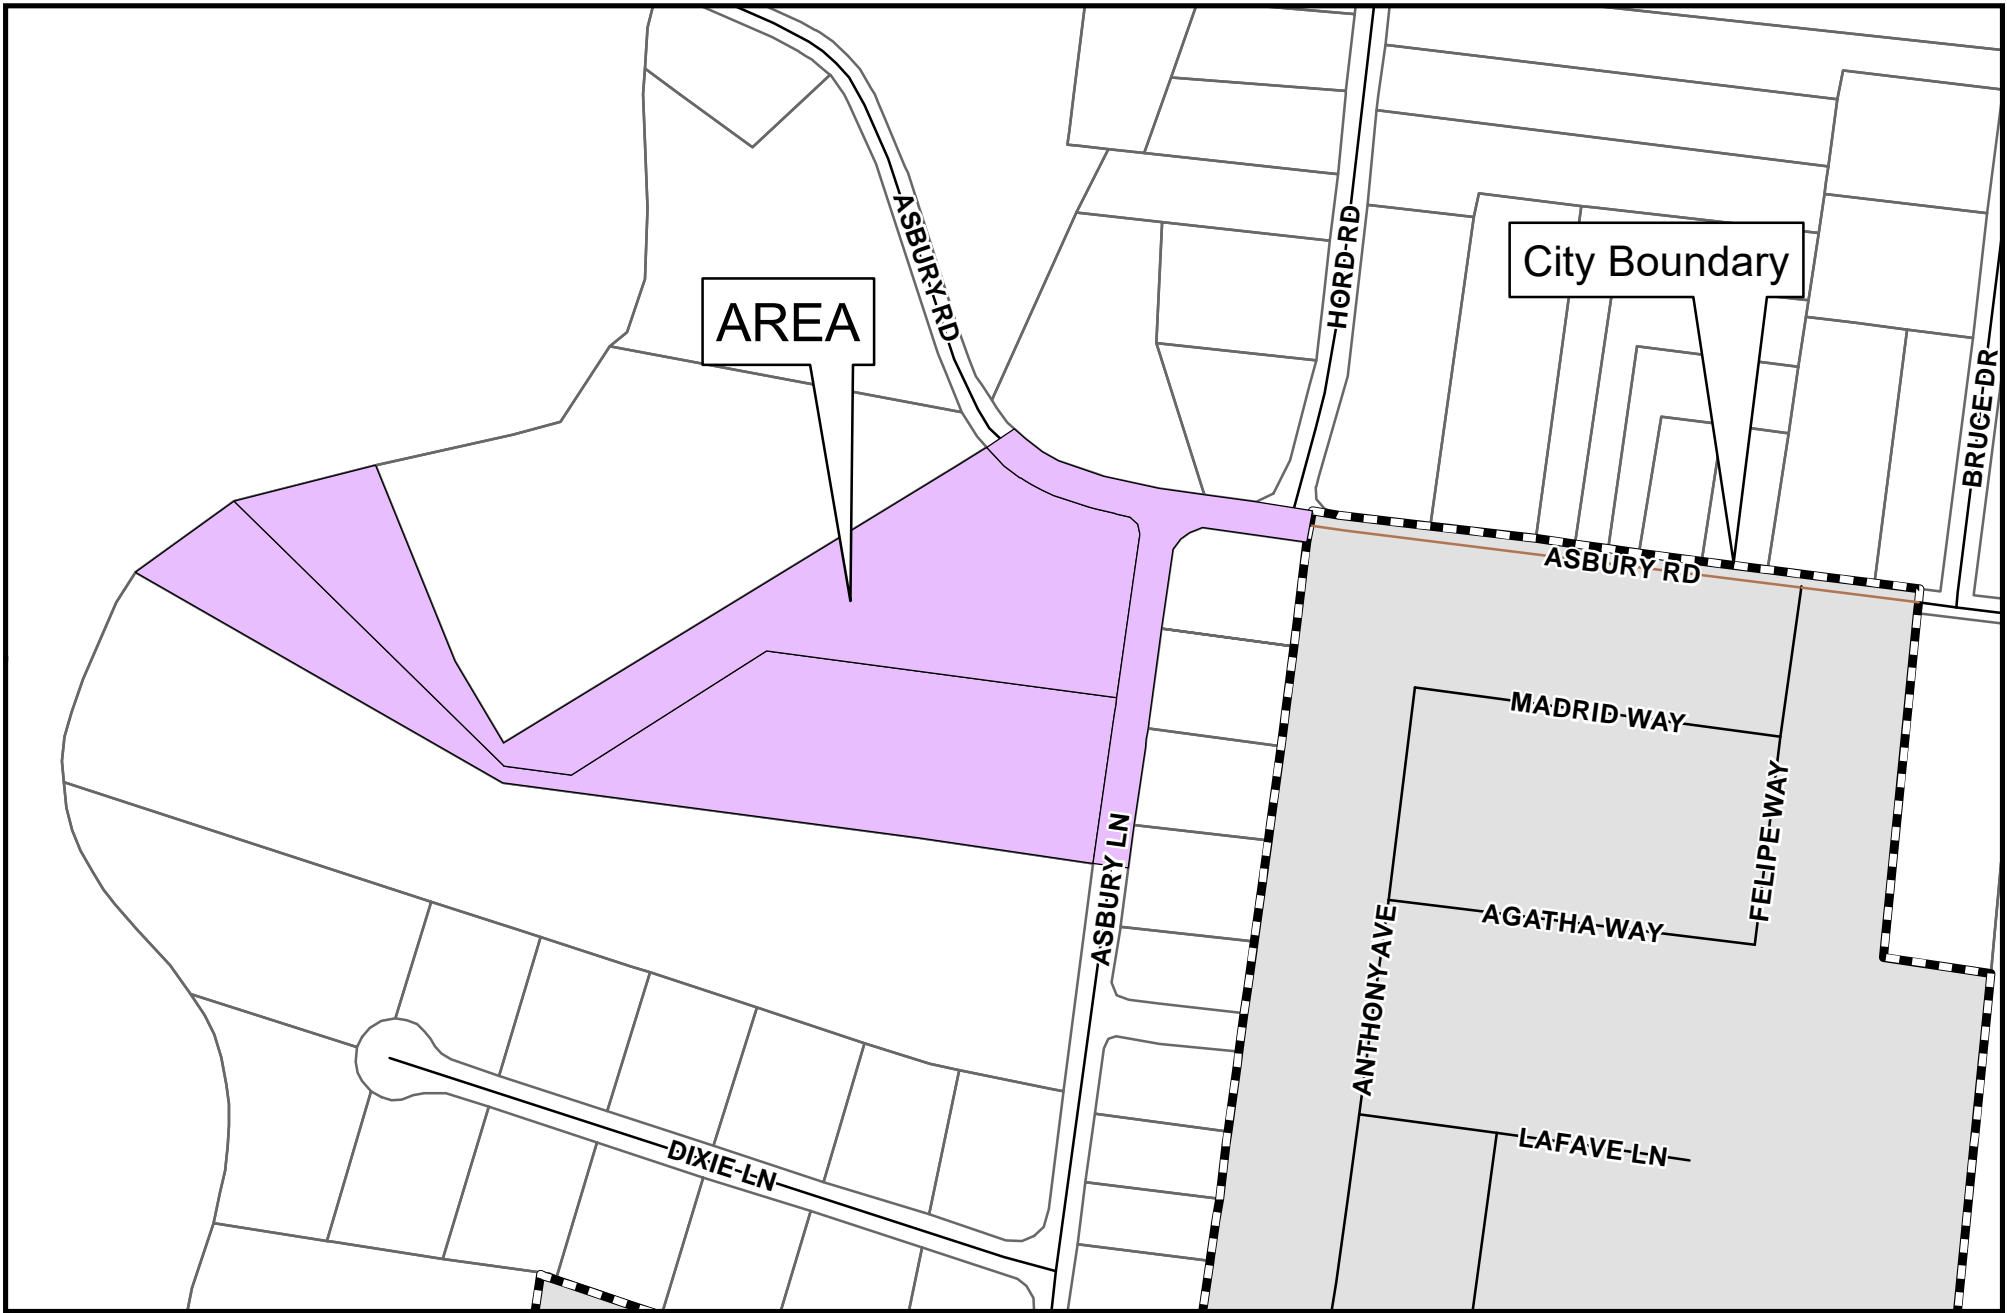 ASBURY RD
HORD RD
City Boundary
AREA
BRUCE DR
ASBURY RD
MADRID WAY
FELIPE WAY
ASBURY LN
AGATHA WAY
ANTHONY AVE
LAFAVE LN
DIXIE LN